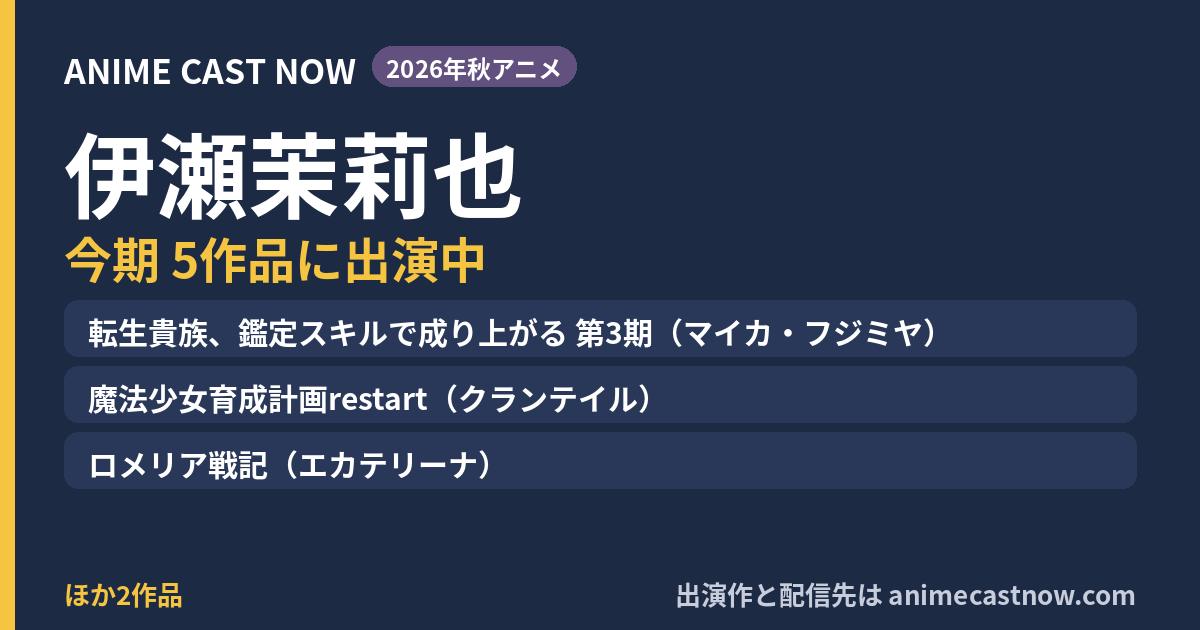 ANIME CAST NOW 2026年秋アニメ
伊瀬茉莉也
今期 5作品に出演中
転生貴族、鑑定スキルで成り上がる 第3期（マイカ・フジミヤ）
魔法少女育成計画restart（クランテイル）
ロメリア戦記（エカテリーナ）
ほか2作品 出演作と配信先は animecastnow.com